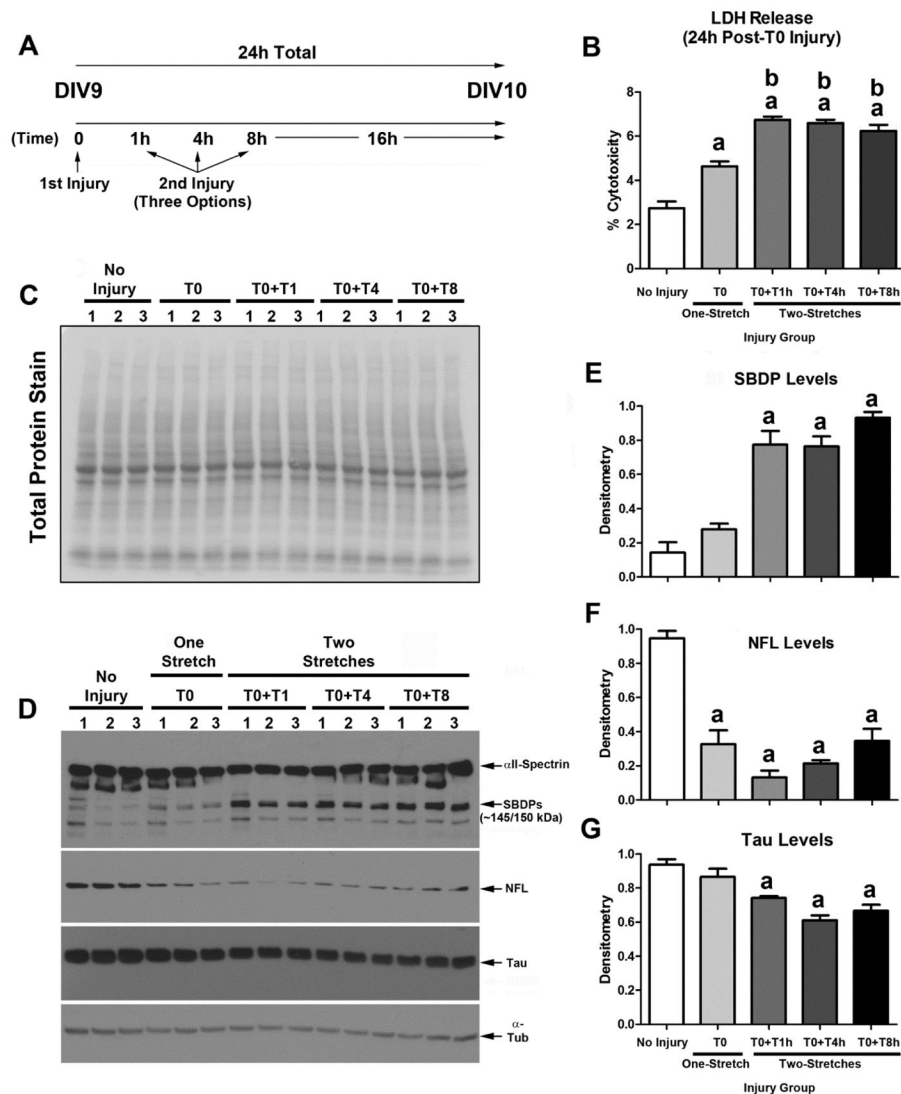 A
24h Total
DIV9 DIV10
(Time) 0 1h 4h 8h 16h
1st Injury 2nd Injury
(Three Options)
B
LDH Release
(24h Post-T0 Injury)
% Cytotoxicity
8
6
4
2
0
a
b
a
b
a
b
a
No Injury T0 T0+T1h T0+T4h T0+T8h
One-Stretch Two-Stretches
Injury Group
C
No
Injury T0 T0+T1 T0+T4 T0+T8
1 2 3 1 2 3 1 2 3 1 2 3 1 2 3
Total Protein Stain
D
One
Stretch
Two
Stretches
No
Injury T0 T0+T1 T0+T4 T0+T8
1 2 3 1 2 3 1 2 3 1 2 3 1 2 3
αII-Spectrin
SBDPs
(~145/150 kDa)
NFL
Tau
α-
Tub
E
SBDP Levels
Densitometry
1.0
0.8
0.6
0.4
0.2
0.0
a a a
F
NFL Levels
Densitometry
1.0
0.8
0.6
0.4
0.2
0.0
a a a a
G
Tau Levels
Densitometry
1.0
0.8
0.6
0.4
0.2
0.0
a a a
No Injury T0 T0+T1h T0+T4h T0+T8h
One-Stretch Two-Stretches
Injury Group